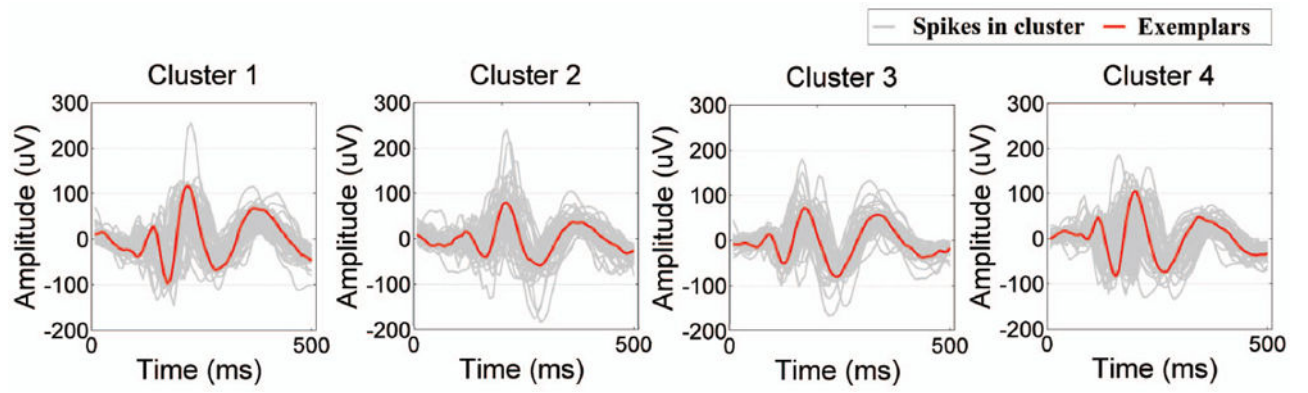 Spikes in cluster Exemplars
Cluster 1 Cluster 2 Cluster 3 Cluster 4
300 300 300 300
200 200 200 200
100 100 100 100
0 0 0 0
-100 -100 -100 -100
-200 -200 -200 -200
Amplitude (uV) Amplitude (uV) Amplitude (uV) Amplitude (uV)
0 500 0 500 0 500 0 500
Time (ms) Time (ms) Time (ms) Time (ms)